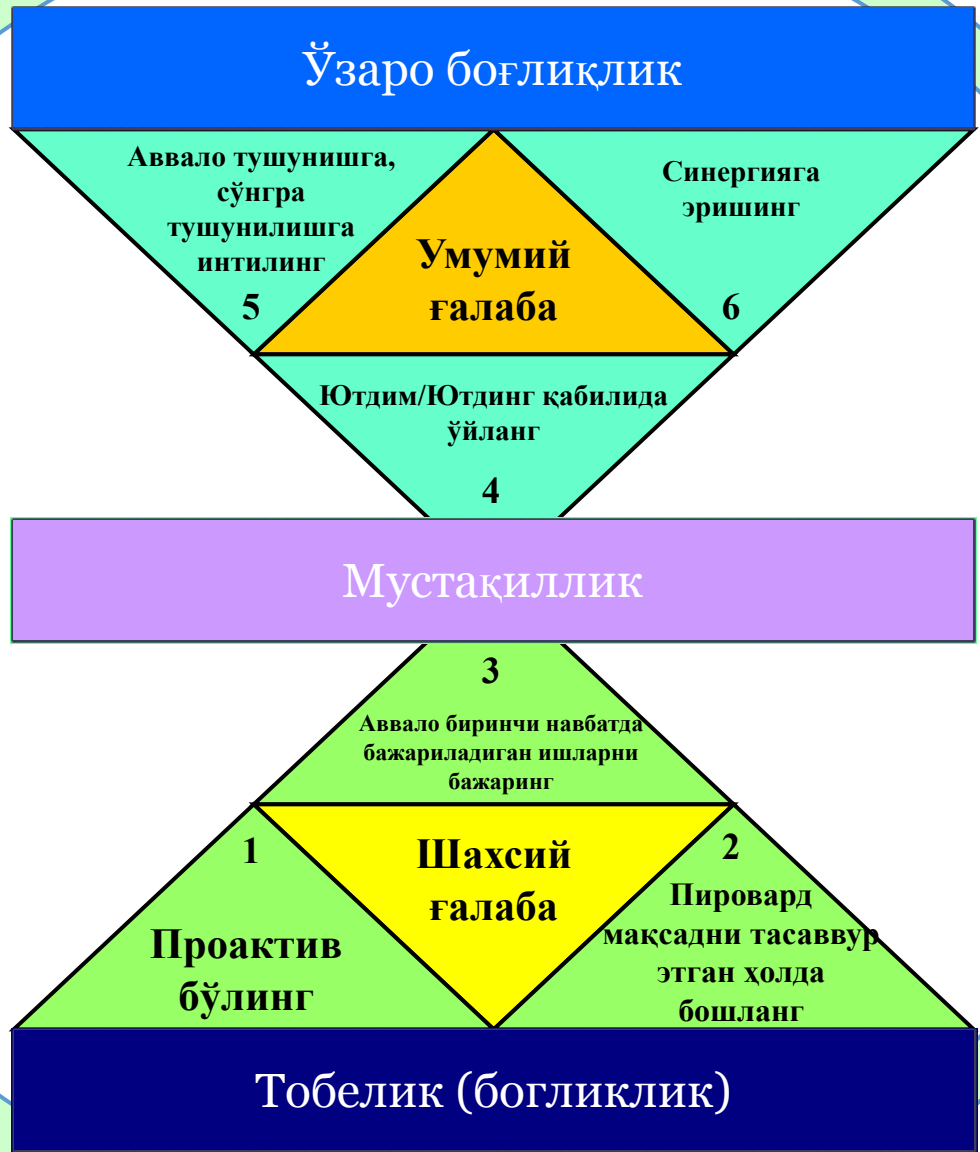 Ўзаро боғлиқлик
Аввало тушунишга,
сўнгра
тушунилишга
интилинг
5
Умумий
ғалаба
Синергияга
эришинг
6
Ютдим/Ютдинг қабилида
ўйланг
4
Мустақиллик
3
Аввало биринчи навбатда
бажариладиган ишларни
бажаринг
1
Проактив
бўлинг
Шахсий
ғалаба
2
Пировард
мақсадни тасаввур
этган ҳолда
бошланг
Тобелик (богликлик)